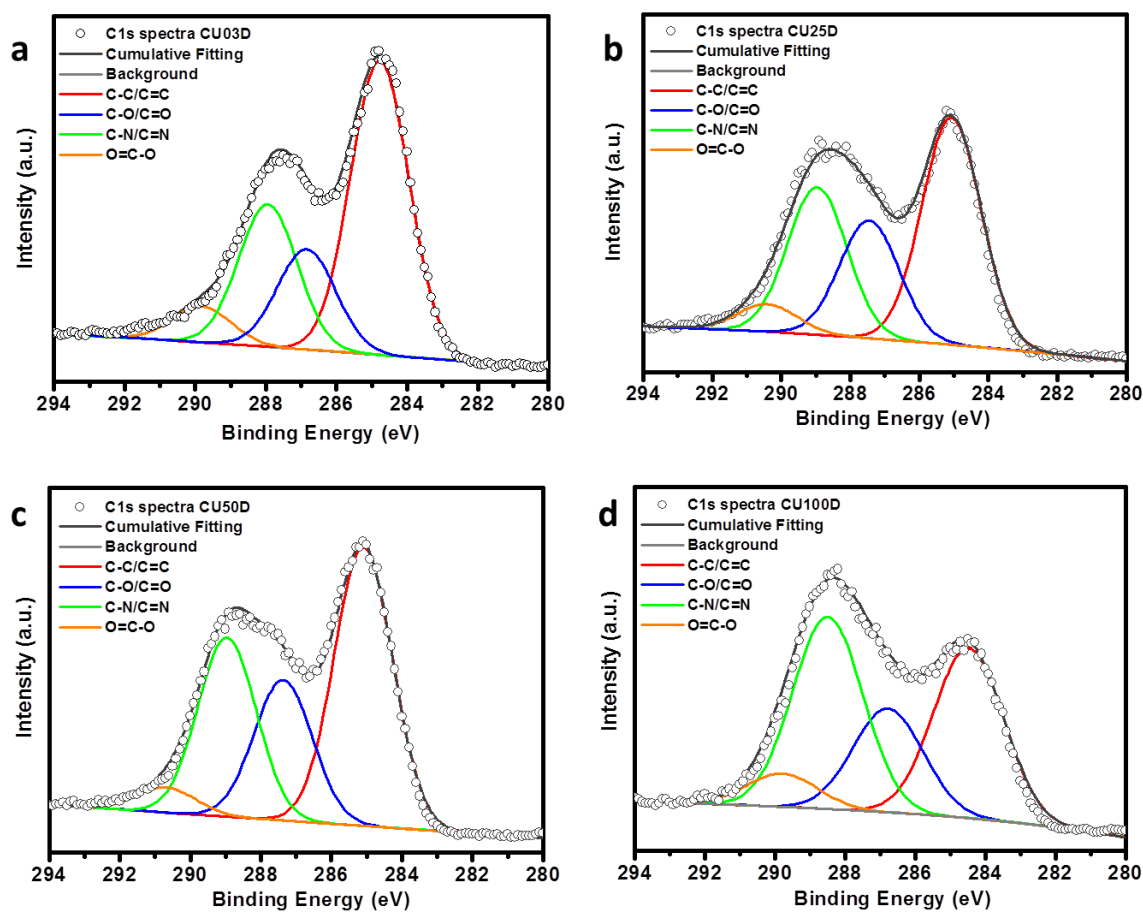 a
C1s spectra CU03D
Cumulative Fitting
Background
C-C/C=C
C-O/C=O
C-N/C=N
O=C-O
Intensity (a.u.)
294 292 290 288 286 284 282 280
Binding Energy (eV)
b
C1s spectra CU25D
Cumulative Fitting
Background
C-C/C=C
C-O/C=O
C-N/C=N
O=C-O
Intensity (a.u.)
294 292 290 288 286 284 282 280
Binding Energy (eV)
c
C1s spectra CU50D
Cumulative Fitting
Background
C-C/C=C
C-O/C=O
C-N/C=N
O=C-O
Intensity (a.u.)
294 292 290 288 286 284 282 280
Binding Energy (eV)
d
C1s spectra CU100D
Cumulative Fitting
Background
C-C/C=C
C-O/C=O
C-N/C=N
O=C-O
Intensity (a.u.)
294 292 290 288 286 284 282 280
Binding Energy (eV)